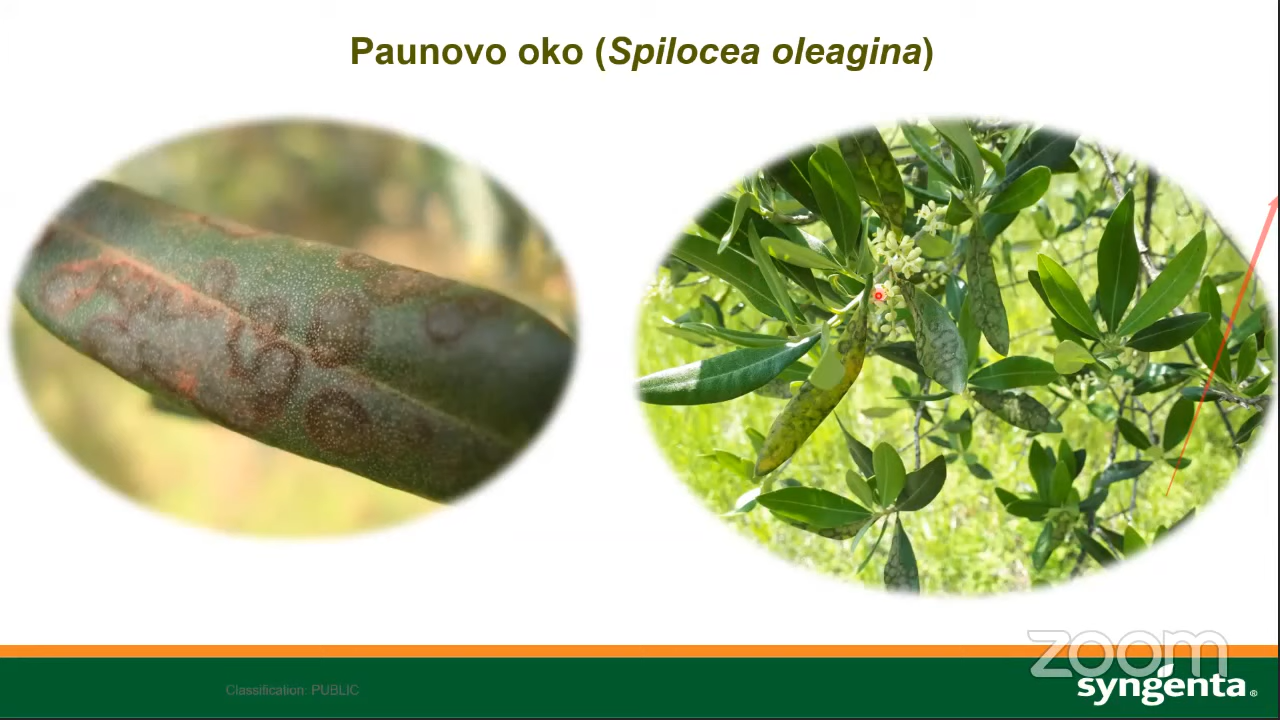 Paunovo oko (Spilocea oleagina)
zoom
Classification: PUBLIC
syngenta®